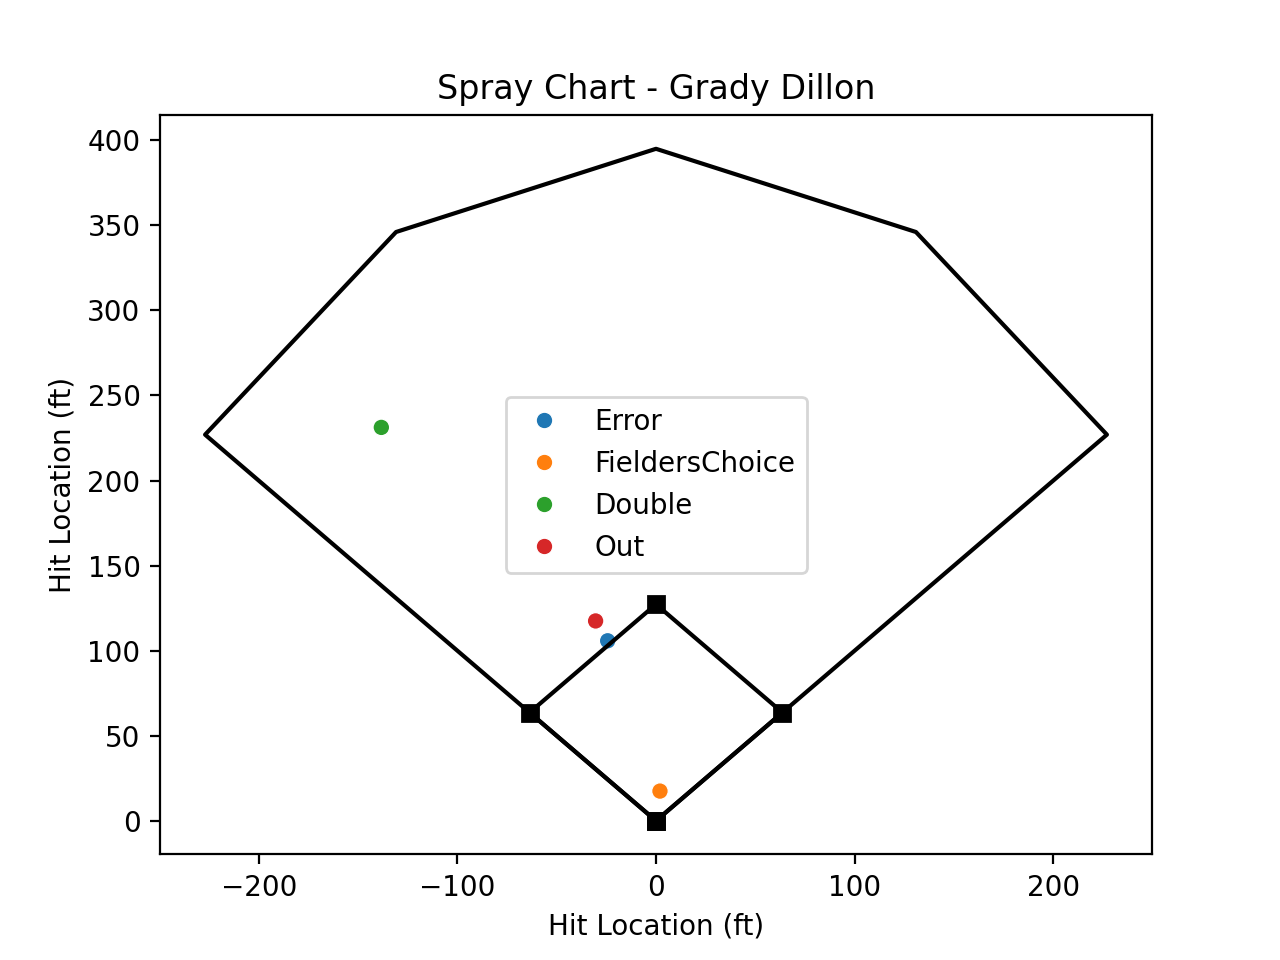 Spray Chart - Grady Dillon
400
350
300
250
200
150
100
50
0
Hit Location (ft)
Error
FieldersChoice
Double
Out
−200
−100
0
100
200
Hit Location (ft)